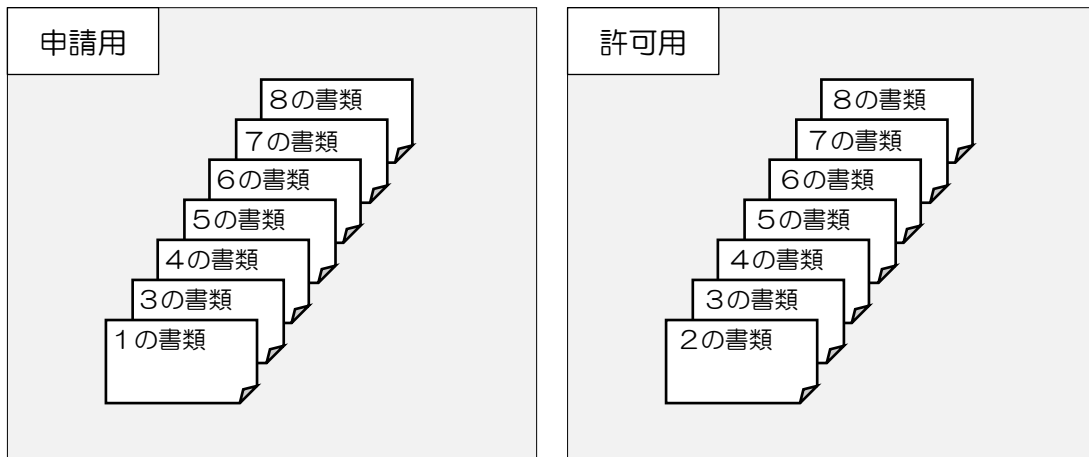 申請用
８の書類
７の書類
６の書類
５の書類
４の書類
３の書類
１の書類
許可用
８の書類
７の書類
６の書類
５の書類
４の書類
３の書類
２の書類